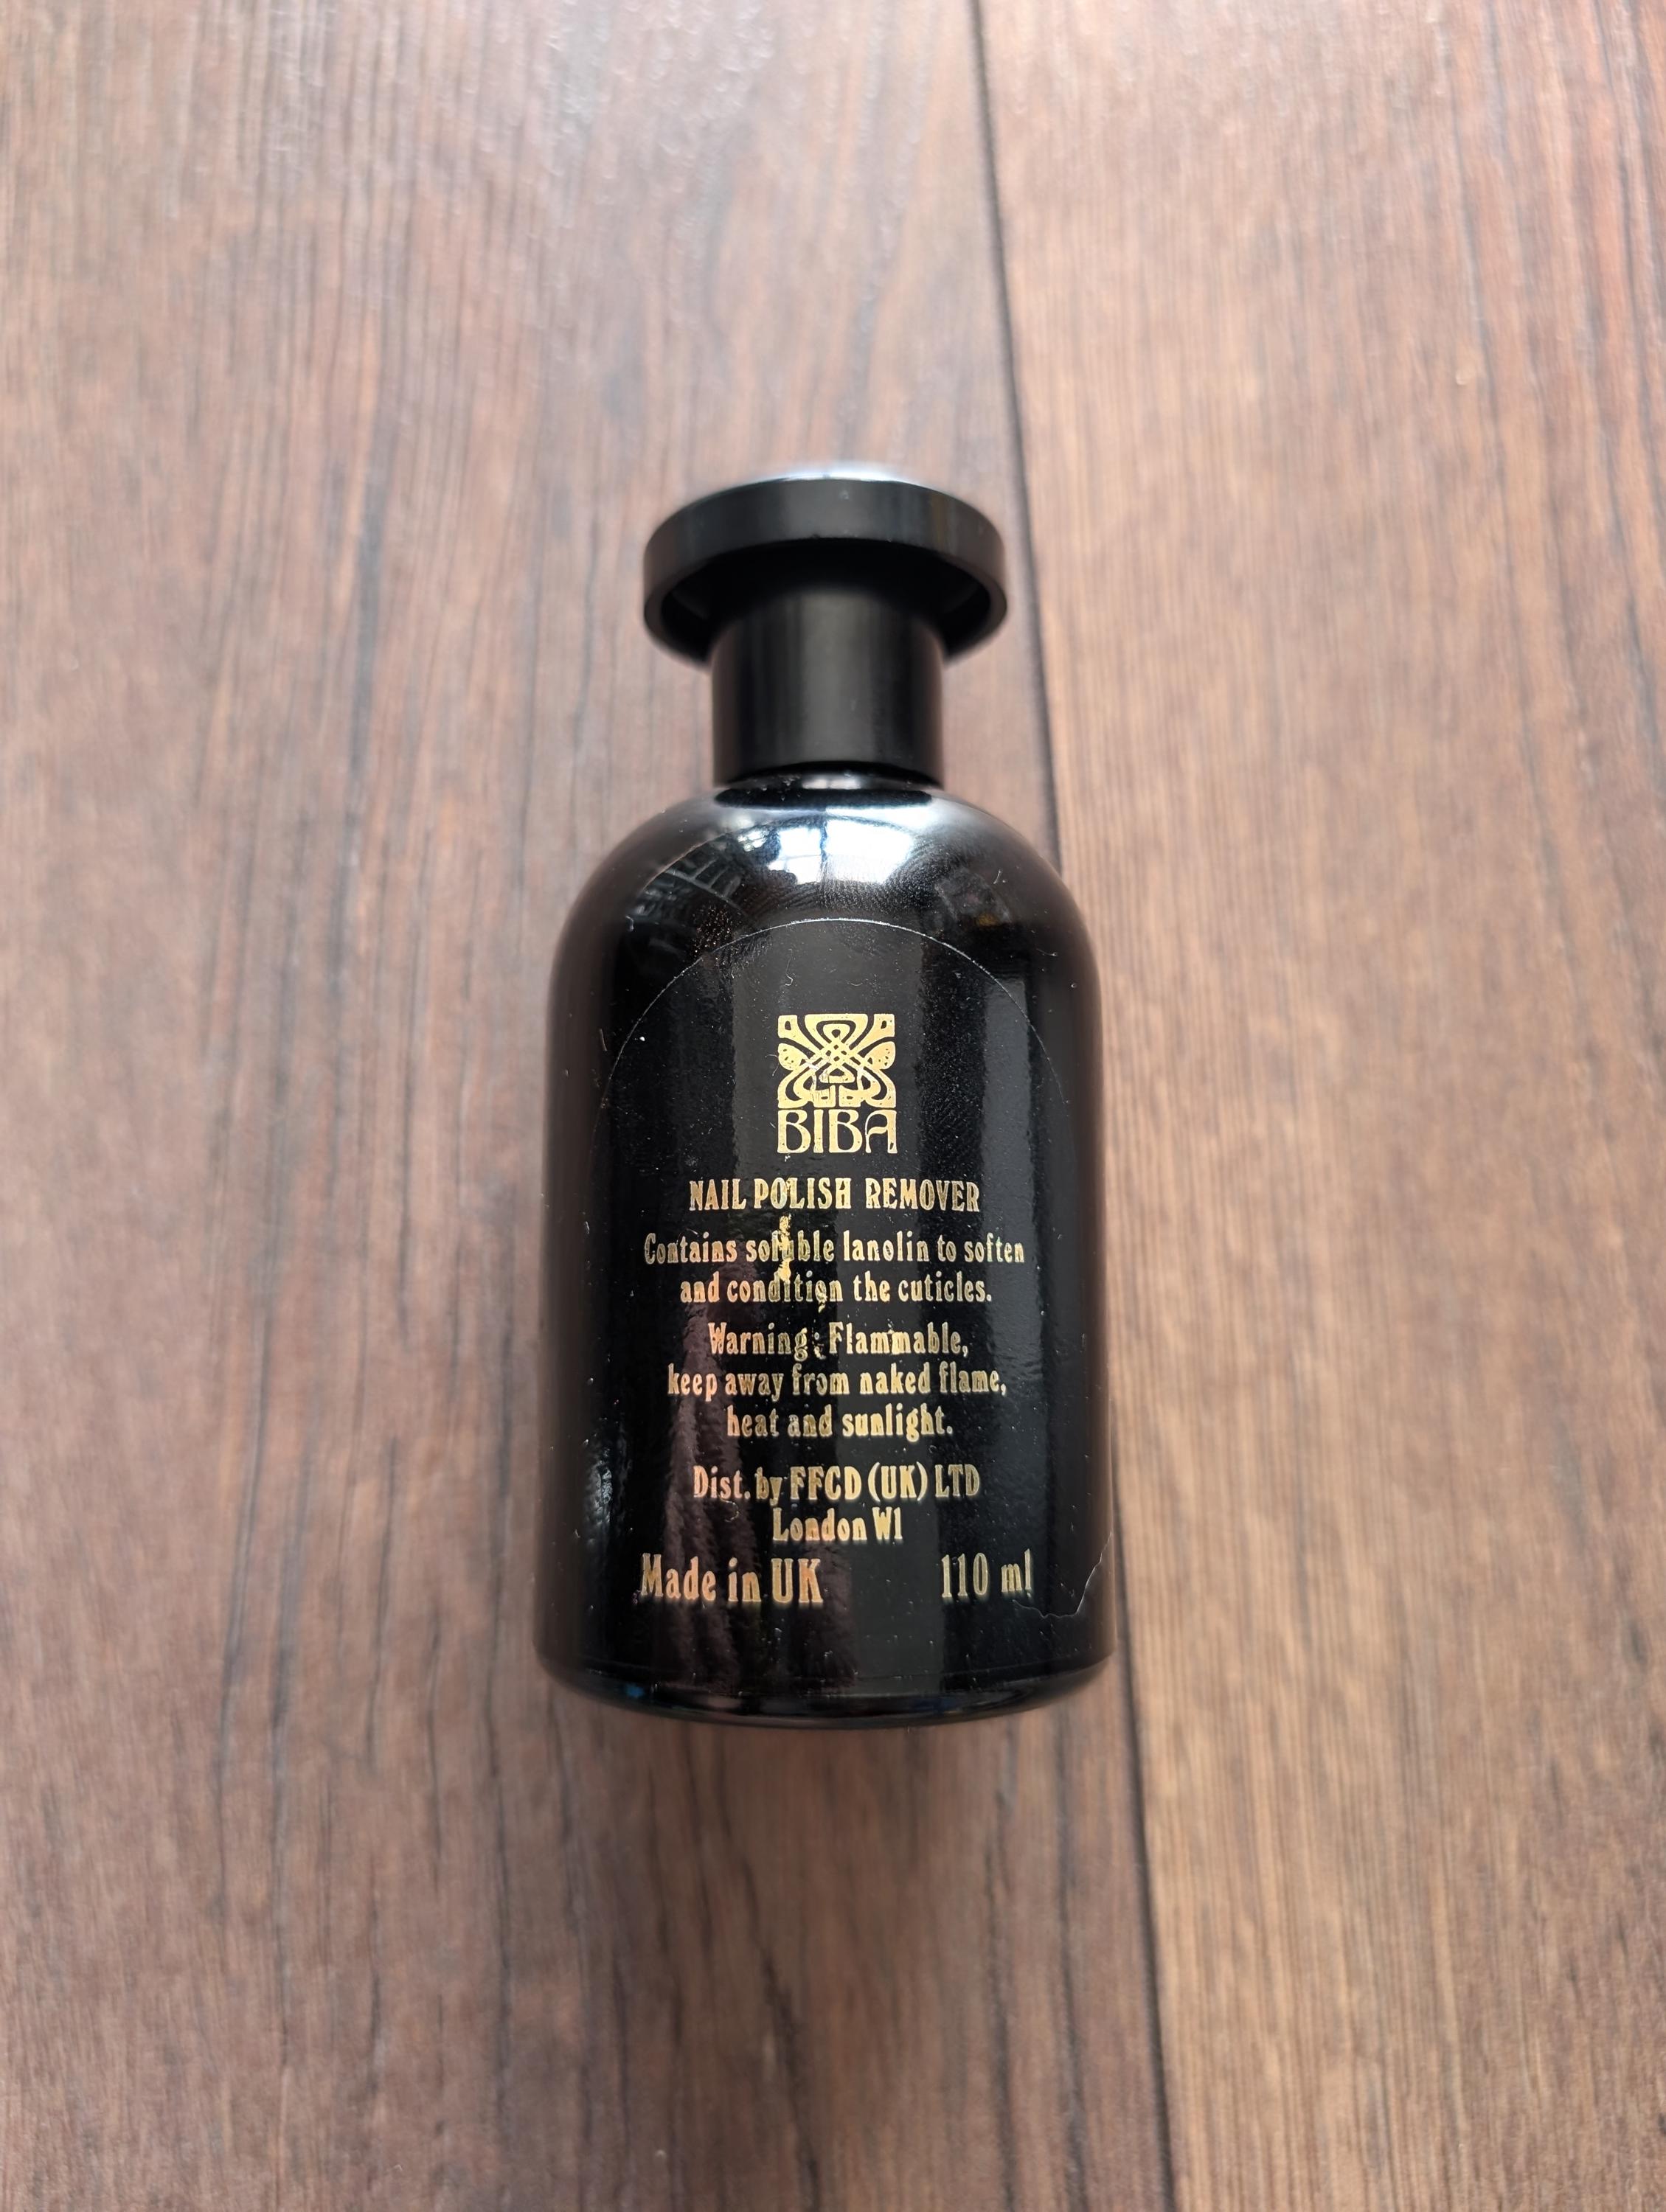 BIBA
NAIL POLISH REMOVER
Contains soluble lanolin to soften
and condition the cuticles.
Warning: Flammable,
keep away from naked flame,
heat and sunlight.
Dist. by FFCD (UK) LTD
London W1
Made in UK 110 ml